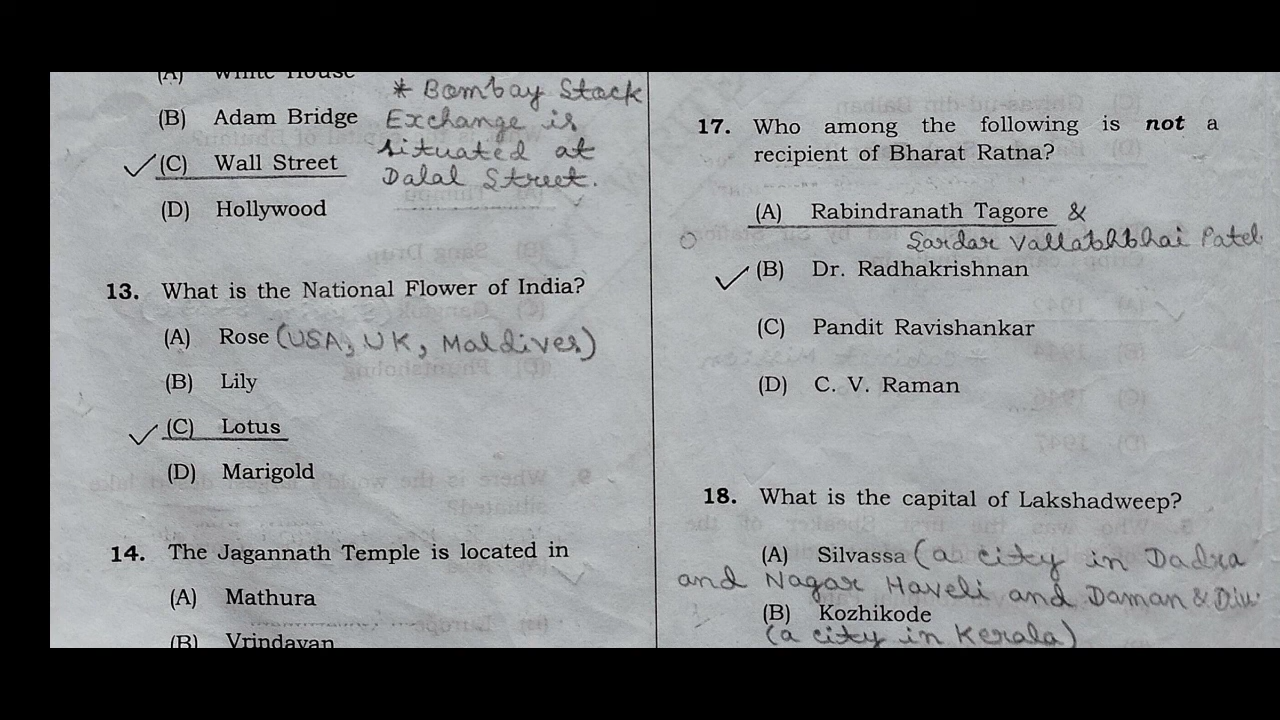 (A) White House
(B) Adam Bridge
(C) Wall Street
(D) Hollywood
* Bombay Stock
Exchange is
situated at
Dalal Street.
13. What is the National Flower of India?
(A) Rose (USA, UK, Maldives)
(B) Lily
(C) Lotus
(D) Marigold
14. The Jagannath Temple is located in
(A) Mathura
(B) Vrindavan
17. Who among the following is not a
recipient of Bharat Ratna?
(A) Rabindranath Tagore &
Sardar Vallabhbhai Patel
(B) Dr. Radhakrishnan
(C) Pandit Ravishankar
(D) C. V. Raman
18. What is the capital of Lakshadweep?
(A) Silvassa (a city in Dadra
and Nagar Haveli and Daman & Diu
(B) Kozhikode
(a city in Kerala)